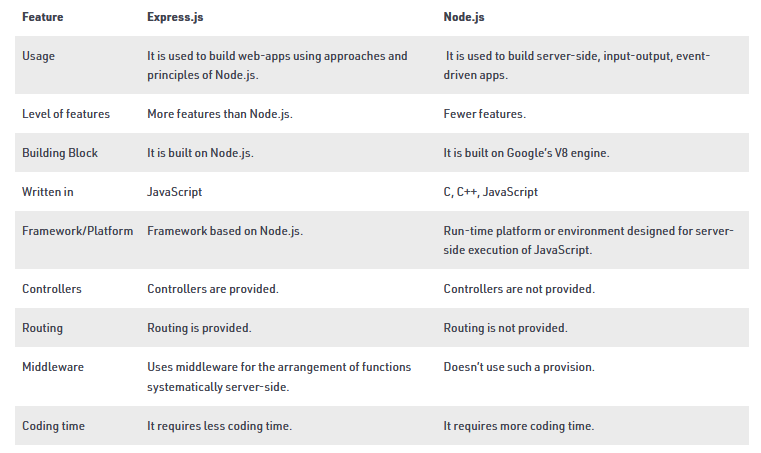 Feature Express.js Node.js
Usage It is used to build web-apps using approaches and It is used to build server-side, input-output, event-
principles of Node.js. driven apps.
Level of features More features than Node.js. Fewer features.
Building Block It is built on Node.js. It is built on Google’s V8 engine.
Written in JavaScript C, C++, JavaScript
Framework/Platform Framework based on Node.js. Run-time platform or environment designed for server-
side execution of JavaScript.
Controllers Controllers are provided. Controllers are not provided.
Routing Routing is provided. Routing is not provided.
Middleware Uses middleware for the arrangement of functions Doesn’t use such a provision.
systematically server-side.
Coding time It requires less coding time. It requires more coding time.